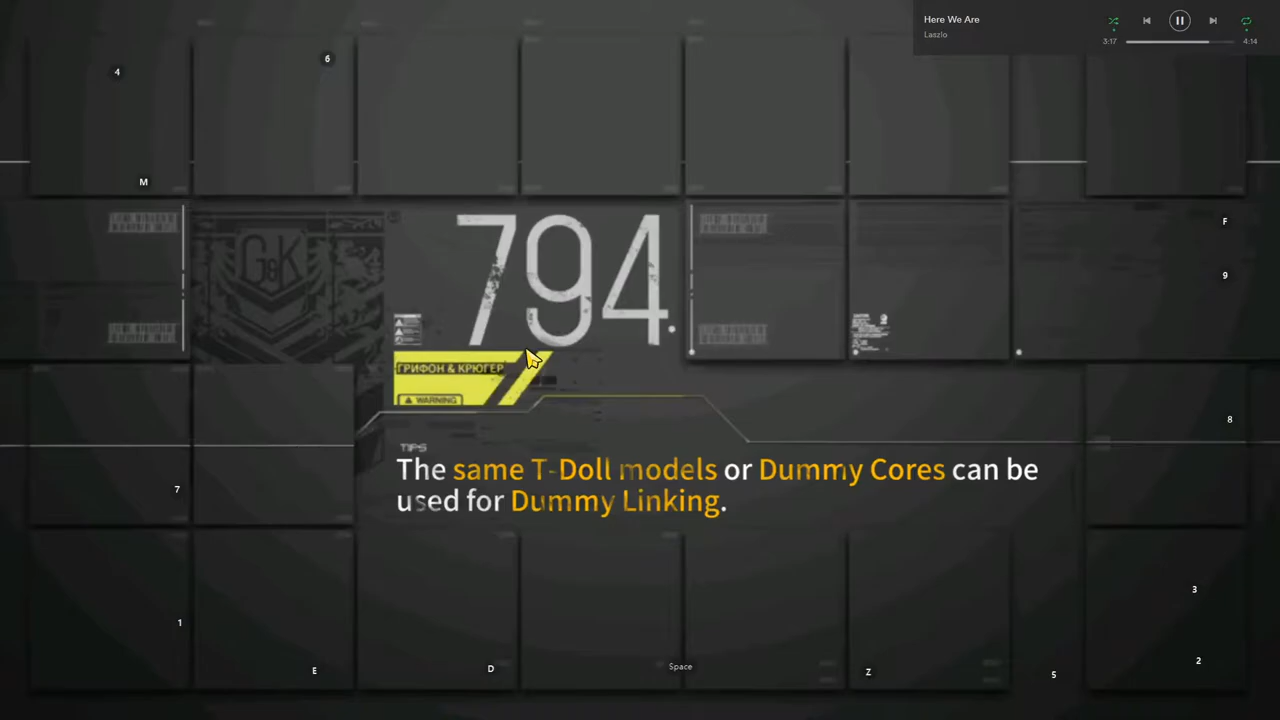 Here We Are
Laszlo
3:17
4:14
6
4
M
F
G&K
794.
9
ГРИФОН & КРЮГЕР
WARNING
8
TIPS
The same T-Doll models or Dummy Cores can be
used for Dummy Linking.
7
3
1
2
Space
D
E
Z
5